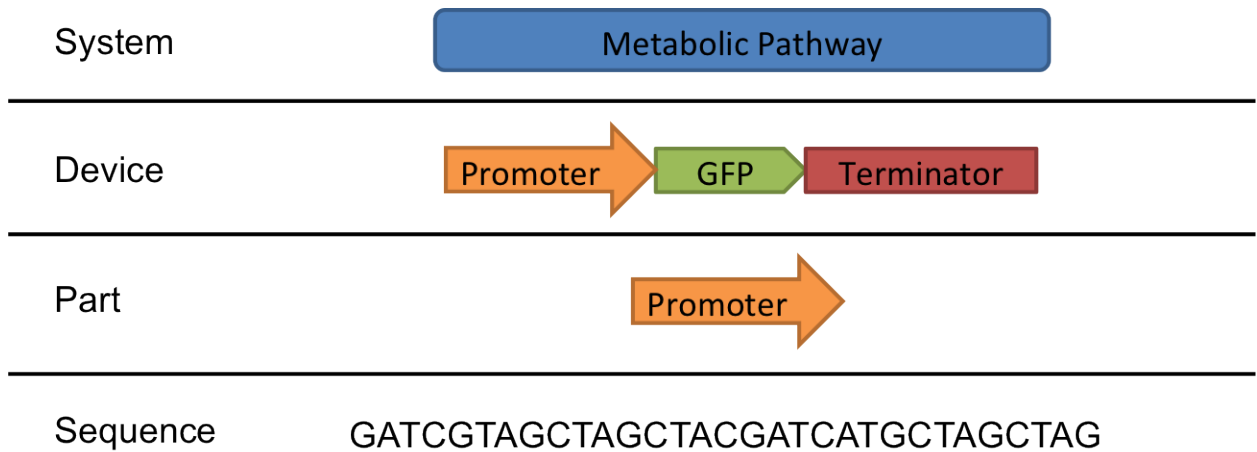 System Metabolic Pathway
Device Promoter GFP Terminator
Part Promoter
Sequence GATCGTAGCTAGCTACGATCATGCTAGCTAG